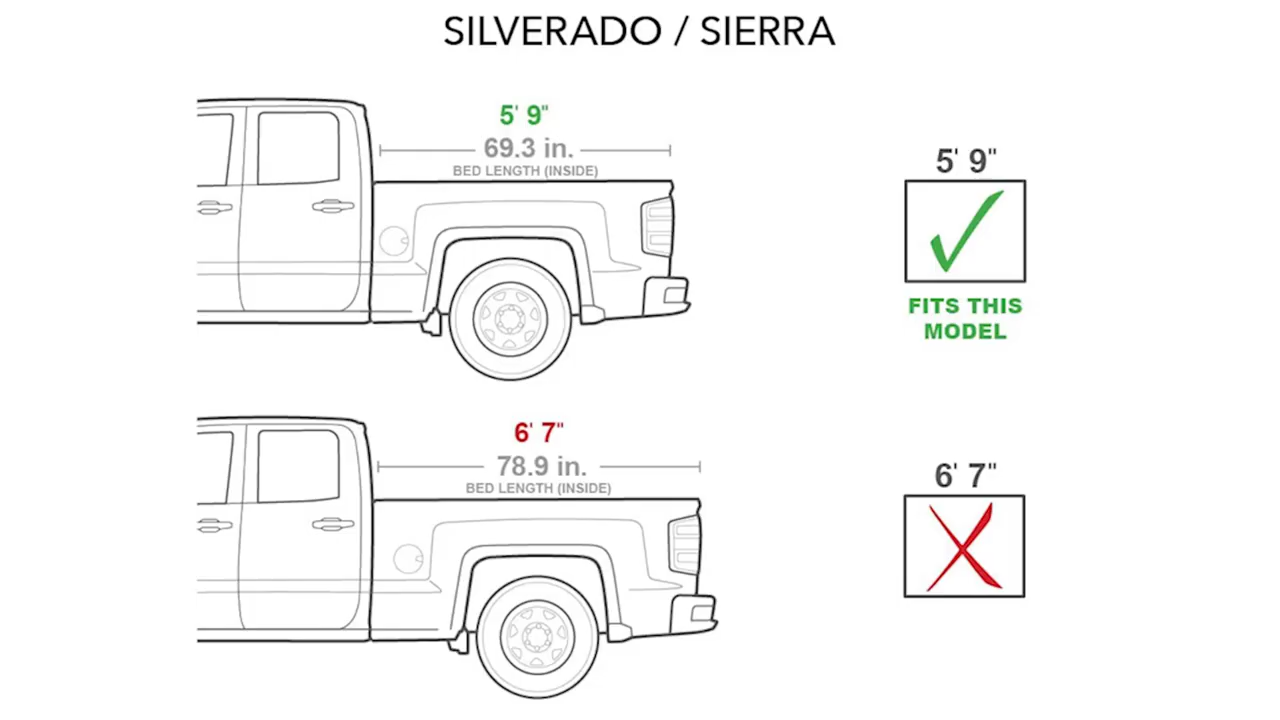 SILVERADO / SIERRA
5' 9"
69.3 in.
BED LENGTH (INSIDE)
5' 9"
FITS THIS
MODEL
6' 7"
78.9 in.
BED LENGTH (INSIDE)
6' 7"